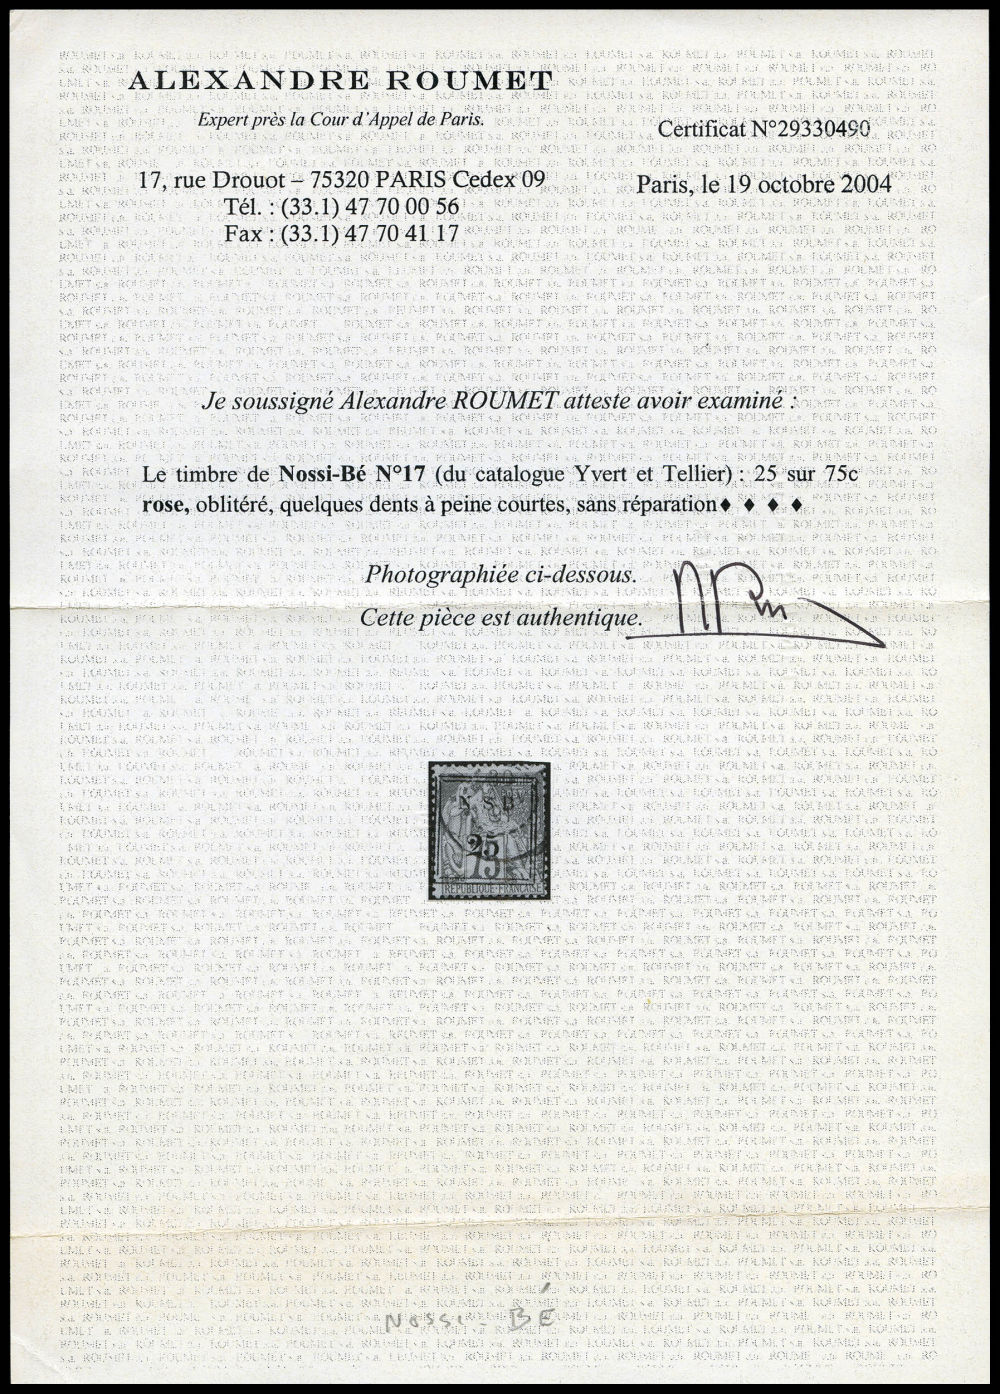 ALEXANDRE ROUMET
Expert près la Cour d'Appel de Paris.
Certificat N°29330490
17, rue Drouot – 75320 PARIS Cedex 09
Paris, le 19 octobre 2004
Tél. : (33.1) 47 70 00 56
Fax : (33.1) 47 70 41 17
Je soussigné Alexandre ROUMET atteste avoir examiné :
Le timbre de Nossi-Bé N°17 (du catalogue Yvert et Tellier) : 25 sur 75c
rose, oblitéré, quelques dents à peine courtes, sans réparation♦ ♦ ♦ ♦
Photographiée ci-dessous.
Cette pièce est authentique.
N S B
25
75
REPUBLIQUE FRANCAISE
NOSSI-BÉ